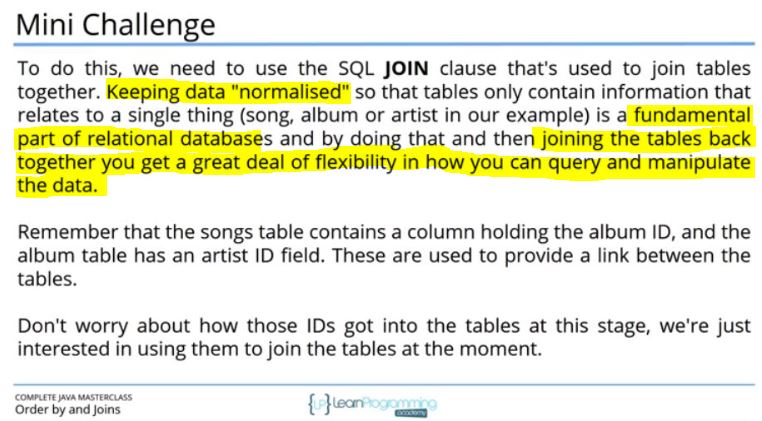 Mini Challenge
To do this, we need to use the SQL JOIN clause that's used to join tables
together. Keeping data "normalised" so that tables only contain information that
relates to a single thing (song, album or artist in our example) is a fundamental
part of relational databases and by doing that and then joining the tables back
together you get a great deal of flexibility in how you can query and manipulate
the data.
Remember that the songs table contains a column holding the album ID, and the
album table has an artist ID field. These are used to provide a link between the
tables.
Don't worry about how those IDs got into the tables at this stage, we're just
interested in using them to join the tables at the moment.
COMPLETE JAVA MASTERCLASS
Order by and Joins
{LP} LearnProgramming
academy